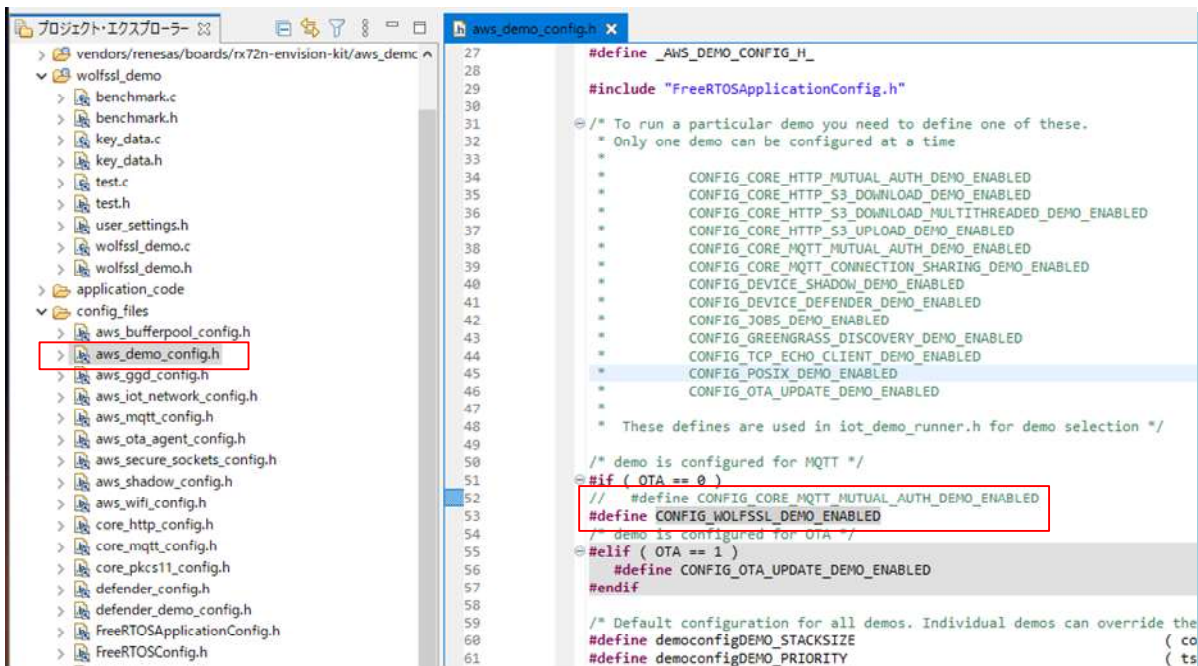 プロジェクト・エクスプローラー
vendors/renesas/boards/rx72n-envision-kit/aws_demc
wolfssl_demo
benchmark.c
benchmark.h
key_data.c
key_data.h
test.c
test.h
user_settings.h
wolfssl_demo.c
wolfssl_demo.h
application_code
config_files
aws_bufferpool_config.h
aws_demo_config.h
aws_ggd_config.h
aws_iot_network_config.h
aws_mqtt_config.h
aws_ota_agent_config.h
aws_secure_sockets_config.h
aws_shadow_config.h
aws_wifi_config.h
core_http_config.h
core_mqtt_config.h
core_pkcs11_config.h
defender_config.h
defender_demo_config.h
FreeRTOSApplicationConfig.h
FreeRTOSConfig.h
aws_demo_config.h
27 #define _AWS_DEMO_CONFIG_H_
28
29 #include "FreeRTOSApplicationConfig.h"
30
31 /* To run a particular demo you need to define one of these.
32 * Only one demo can be configured at a time
33 *
34 * CONFIG_CORE_HTTP_MUTUAL_AUTH_DEMO_ENABLED
35 * CONFIG_CORE_HTTP_S3_DOWNLOAD_DEMO_ENABLED
36 * CONFIG_CORE_HTTP_S3_DOWNLOAD_MULTITHREADED_DEMO_ENABLED
37 * CONFIG_CORE_HTTP_S3_UPLOAD_DEMO_ENABLED
38 * CONFIG_CORE_MQTT_MUTUAL_AUTH_DEMO_ENABLED
39 * CONFIG_CORE_MQTT_CONNECTION_SHARING_DEMO_ENABLED
40 * CONFIG_DEVICE_SHADOW_DEMO_ENABLED
41 * CONFIG_DEVICE_DEFENDER_DEMO_ENABLED
42 * CONFIG_JOBS_DEMO_ENABLED
43 * CONFIG_GREENGRASS_DISCOVERY_DEMO_ENABLED
44 * CONFIG_TCP_ECHO_CLIENT_DEMO_ENABLED
45 * CONFIG_POSIX_DEMO_ENABLED
46 * CONFIG_OTA_UPDATE_DEMO_ENABLED
47 *
48 * These defines are used in iot_demo_runner.h for demo selection */
49
50 /* demo is configured for MQTT */
51 #if ( OTA == 0 )
52 // #define CONFIG_CORE_MQTT_MUTUAL_AUTH_DEMO_ENABLED
53 #define CONFIG_WOLFSSL_DEMO_ENABLED
54 /* demo is configured for OTA */
55 #elif ( OTA == 1 )
56 #define CONFIG_OTA_UPDATE_DEMO_ENABLED
57 #endif
58
59 /* Default configuration for all demos. Individual demos can override the
60 #define democonfigDEMO_STACKSIZE ( co
61 #define democonfigDEMO_PRIORITY ( ts